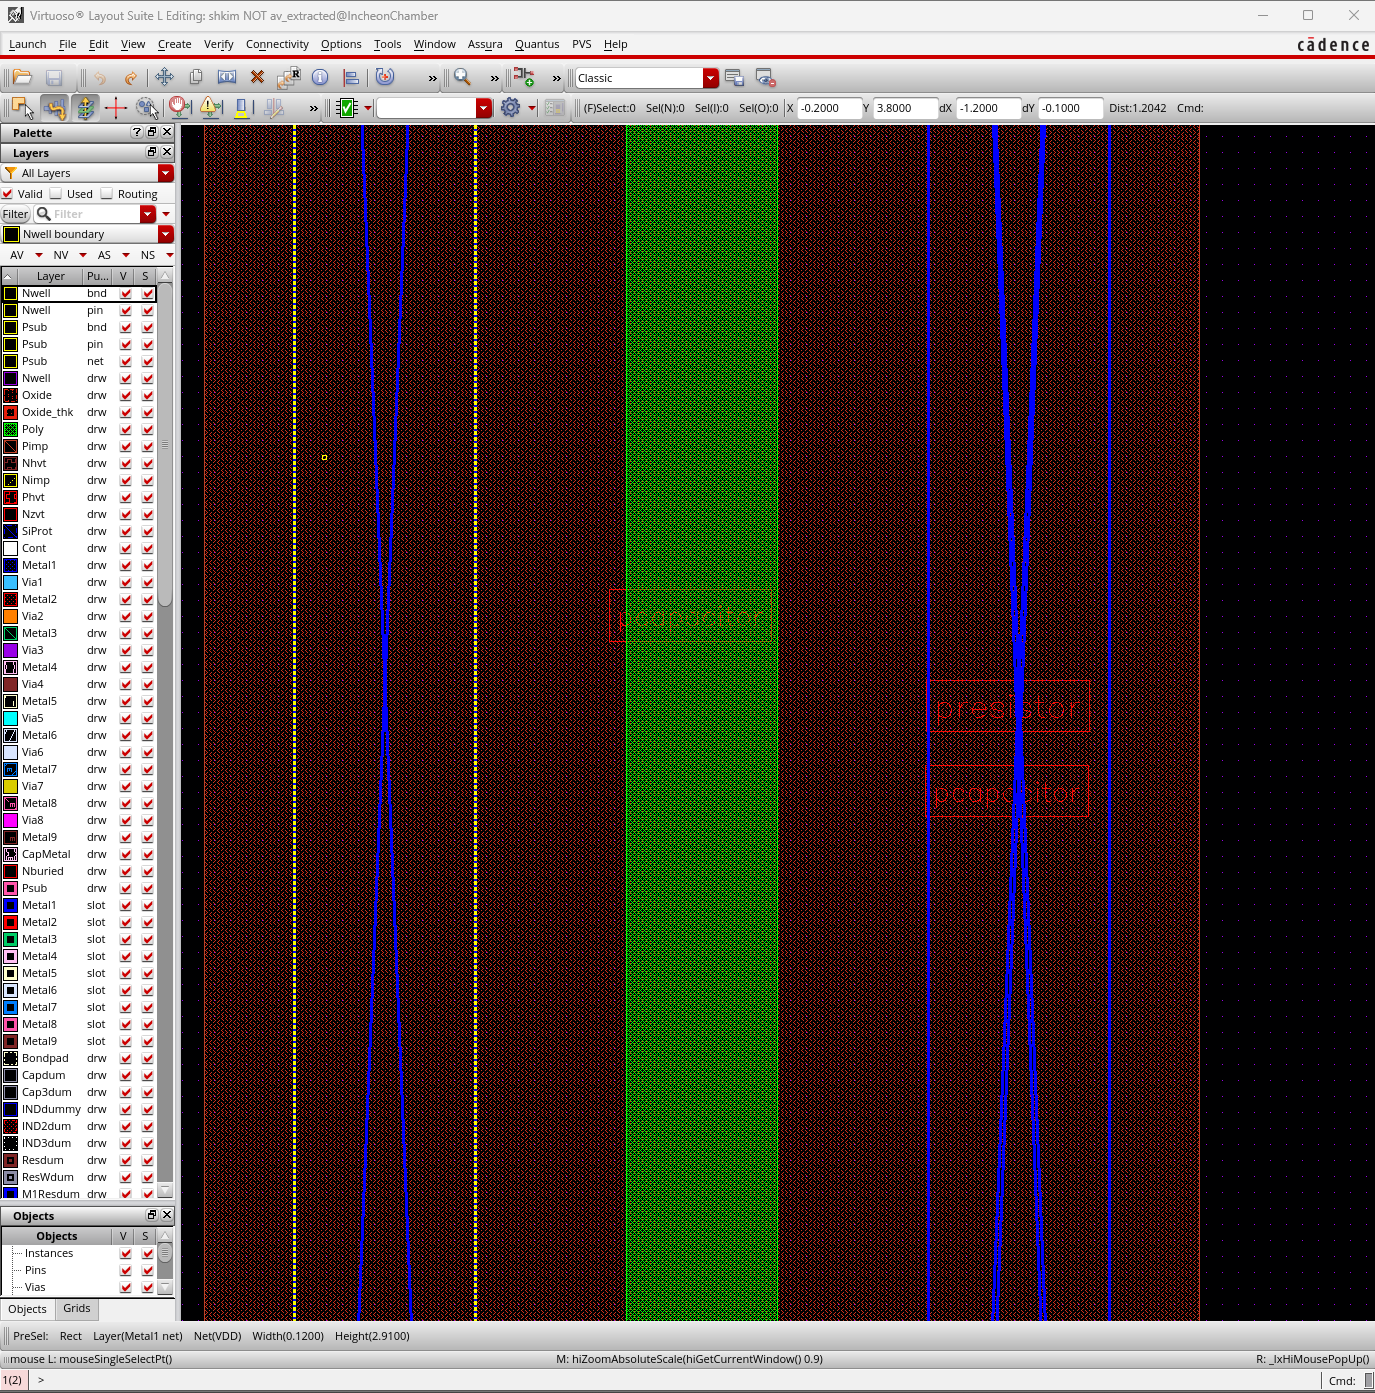 Virtuoso® Layout Suite L Editing: shkim NOT av_extracted@IncheonChamber
Launch File Edit View Create Verify Connectivity Options Tools Window Assura Quantus PVS Help
cādence
» » » Classic
» (F)Select:0 Sel(N):0 Sel(I):0 Sel(O):0 X -0.2000 Y 3.8000 dX -1.2000 dY -0.1000 Dist:1.2042 Cmd:
Palette
Layers
All Layers
Valid Used Routing
Filter Filter
Nwell boundary
AV NV AS NS
Layer Pu... V S
Nwell bnd
Nwell pin
Psub bnd
Psub pin
Psub net
Nwell drw
Oxide drw
Oxide_thk drw
Poly drw
Pimp drw
Nhvt drw
Nimp drw
Phvt drw
Nzvt drw
SiProt drw
Cont drw
Metal1 drw
Via1 drw
Metal2 drw
Via2 drw
Metal3 drw
Via3 drw
Metal4 drw
Via4 drw
Metal5 drw
Via5 drw
Metal6 drw
Via6 drw
Metal7 drw
Via7 drw
Metal8 drw
Via8 drw
Metal9 drw
CapMetal drw
Nburied drw
Psub drw
Metal1 slot
Metal2 slot
Metal3 slot
Metal4 slot
Metal5 slot
Metal6 slot
Metal7 slot
Metal8 slot
Metal9 slot
Bondpad drw
Capdum drw
Cap3dum drw
INDdummy drw
IND2dum drw
IND3dum drw
Resdum drw
ResWdum drw
M1Resdum drw
pcapacitor
presistor
pcapacitor
Objects
Objects V S
Instances
Pins
Vias
Objects Grids
PreSel: Rect Layer(Metal1 net) Net(VDD) Width(0.1200) Height(2.9100)
mouse L: mouseSingleSelectPt() M: hiZoomAbsoluteScale(hiGetCurrentWindow() 0.9) R: _lxHiMousePopUp()
1(2) > Cmd: